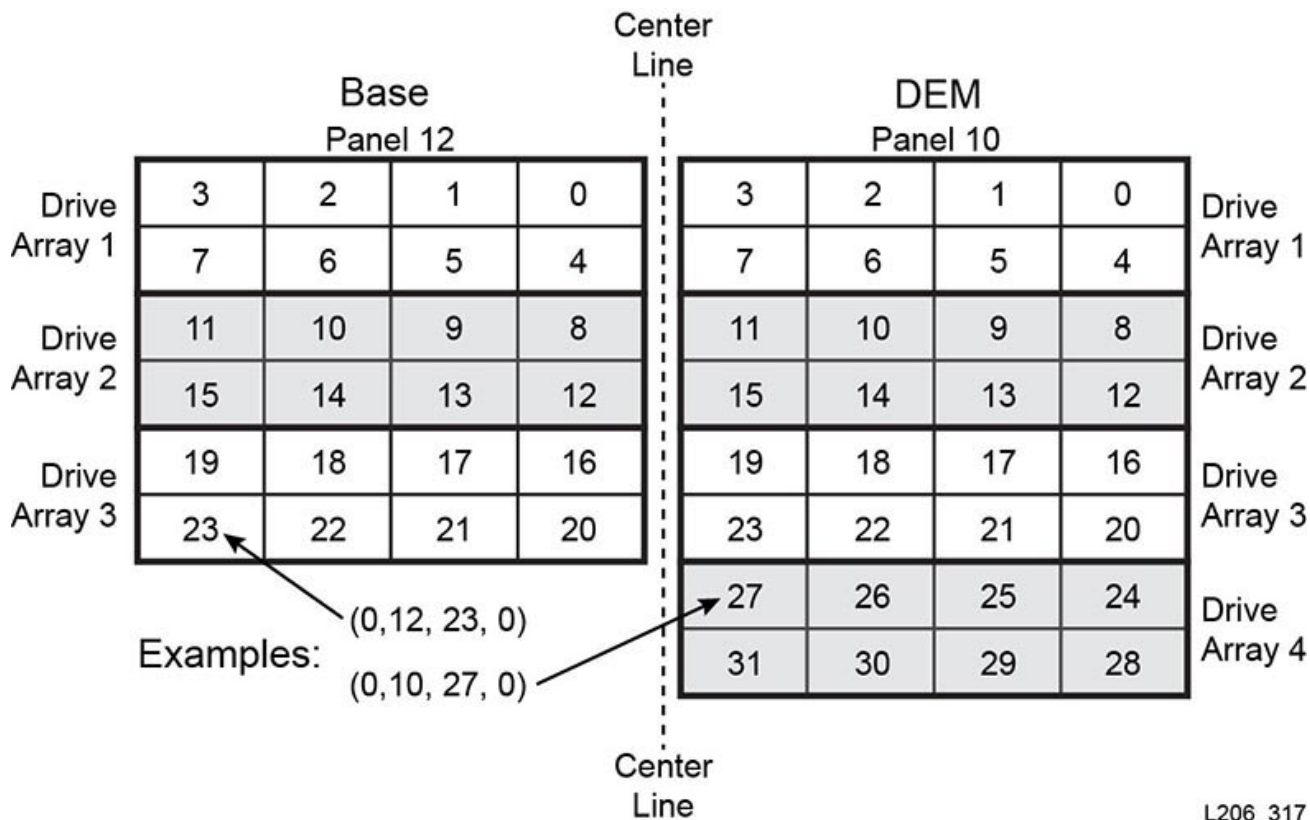 Center
Line
Base
DEM
Panel 12
Panel 10
Drive
Array 1
3 2 1 0
7 6 5 4
3 2 1 0
7 6 5 4
Drive
Array 1
Drive
Array 2
11 10 9 8
15 14 13 12
11 10 9 8
15 14 13 12
Drive
Array 2
Drive
Array 3
19 18 17 16
23 22 21 20
19 18 17 16
23 22 21 20
Drive
Array 3
27 26 25 24
31 30 29 28
Drive
Array 4
Examples:
(0,12, 23, 0)
(0,10, 27, 0)
Center
Line
L206_317